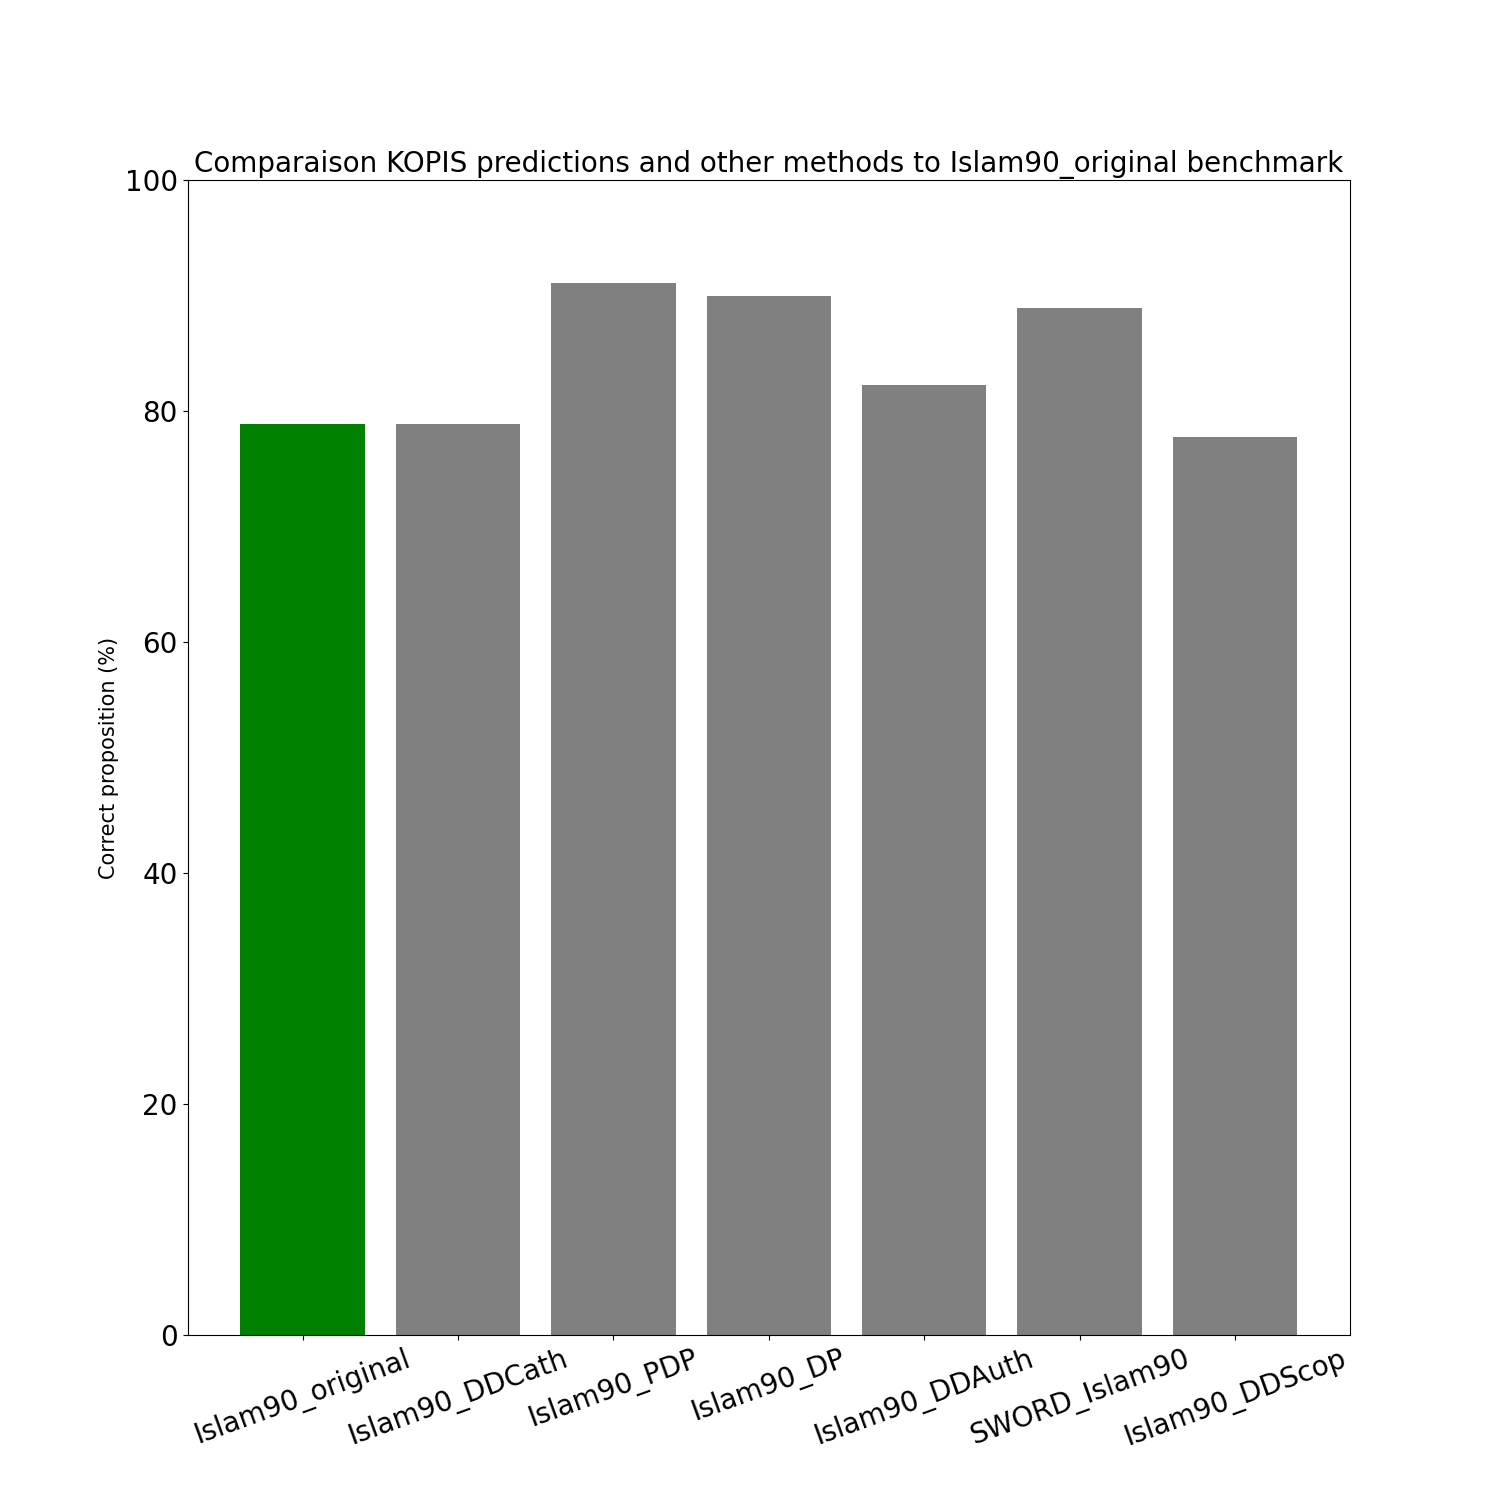 Comparaison KOPIS predictions and other methods to Islam90_original benchmark
100
80
60
40
20
0
Correct proposition (%)
Islam90_original
Islam90_DDCath
Islam90_PDP
Islam90_DP
Islam90_DDAuth
SWORD_Islam90
Islam90_DDScop